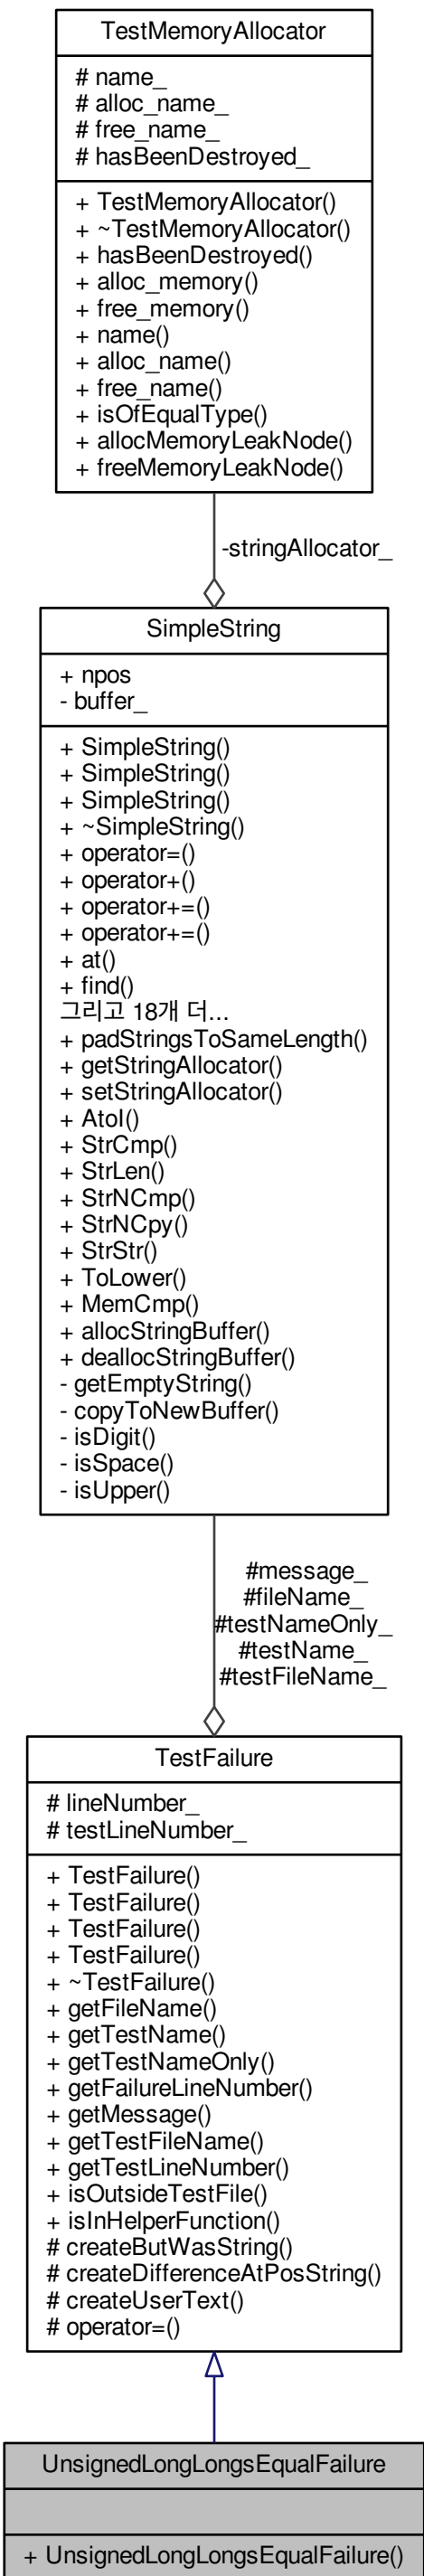 TestMemoryAllocator
# name_
# alloc_name_
# free_name_
# hasBeenDestroyed_
+ TestMemoryAllocator()
+ ~TestMemoryAllocator()
+ hasBeenDestroyed()
+ alloc_memory()
+ free_memory()
+ name()
+ alloc_name()
+ free_name()
+ isOfEqualType()
+ allocMemoryLeakNode()
+ freeMemoryLeakNode()
-stringAllocator_
SimpleString
+ npos
- buffer_
+ SimpleString()
+ SimpleString()
+ SimpleString()
+ ~SimpleString()
+ operator=()
+ operator+()
+ operator+=()
+ operator+=()
+ at()
+ find()
그리고 18개 더...
+ padStringsToSameLength()
+ getStringAllocator()
+ setStringAllocator()
+ AtoI()
+ StrCmp()
+ StrLen()
+ StrNCmp()
+ StrNCpy()
+ StrStr()
+ ToLower()
+ MemCmp()
+ allocStringBuffer()
+ deallocStringBuffer()
- getEmptyString()
- copyToNewBuffer()
- isDigit()
- isSpace()
- isUpper()
#message_
#fileName_
#testNameOnly_
#testName_
#testFileName_
TestFailure
# lineNumber_
# testLineNumber_
+ TestFailure()
+ TestFailure()
+ TestFailure()
+ TestFailure()
+ ~TestFailure()
+ getFileName()
+ getTestName()
+ getTestNameOnly()
+ getFailureLineNumber()
+ getMessage()
+ getTestFileName()
+ getTestLineNumber()
+ isOutsideTestFile()
+ isInHelperFunction()
# createButWasString()
# createDifferenceAtPosString()
# createUserText()
# operator=()
UnsignedLongLongsEqualFailure
+ UnsignedLongLongsEqualFailure()